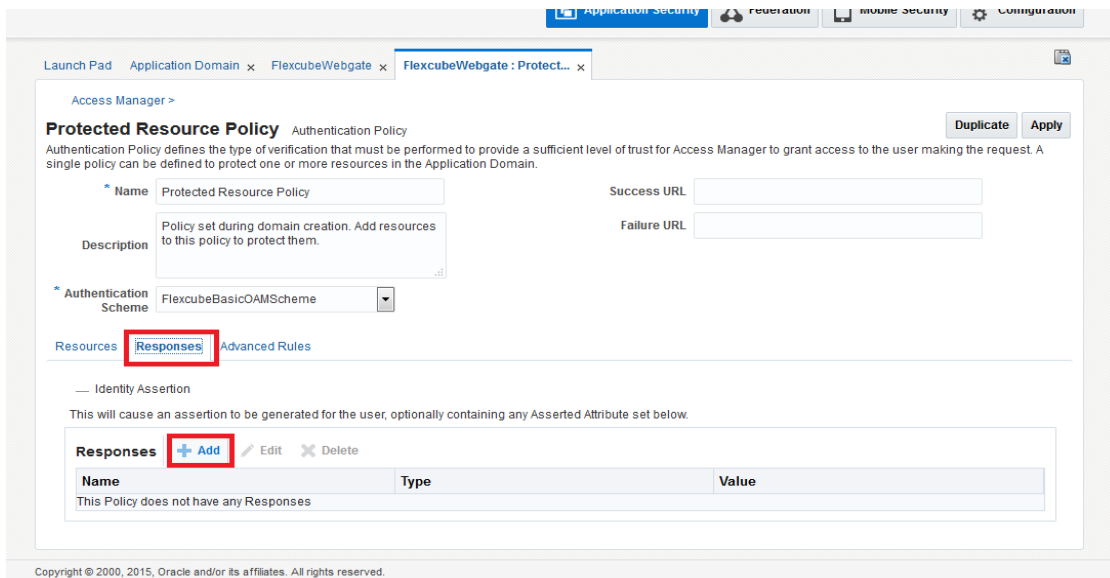 Application Security Federation Mobile Security Configuration
Launch Pad Application Domain x FlexcubeWebgate x FlexcubeWebgate : Protect... x
Access Manager >
Protected Resource Policy Authentication Policy
Duplicate Apply
Authentication Policy defines the type of verification that must be performed to provide a sufficient level of trust for Access Manager to grant access to the user making the request. A
single policy can be defined to protect one or more resources in the Application Domain.
* Name Protected Resource Policy
Success URL
Description Policy set during domain creation. Add resources
to this policy to protect them.
Failure URL
* Authentication
Scheme FlexcubeBasicOAMScheme
Resources Responses Advanced Rules
Identity Assertion
This will cause an assertion to be generated for the user, optionally containing any Asserted Attribute set below.
Responses Add Edit Delete
Name Type Value
This Policy does not have any Responses
Copyright © 2000, 2015, Oracle and/or its affiliates. All rights reserved.